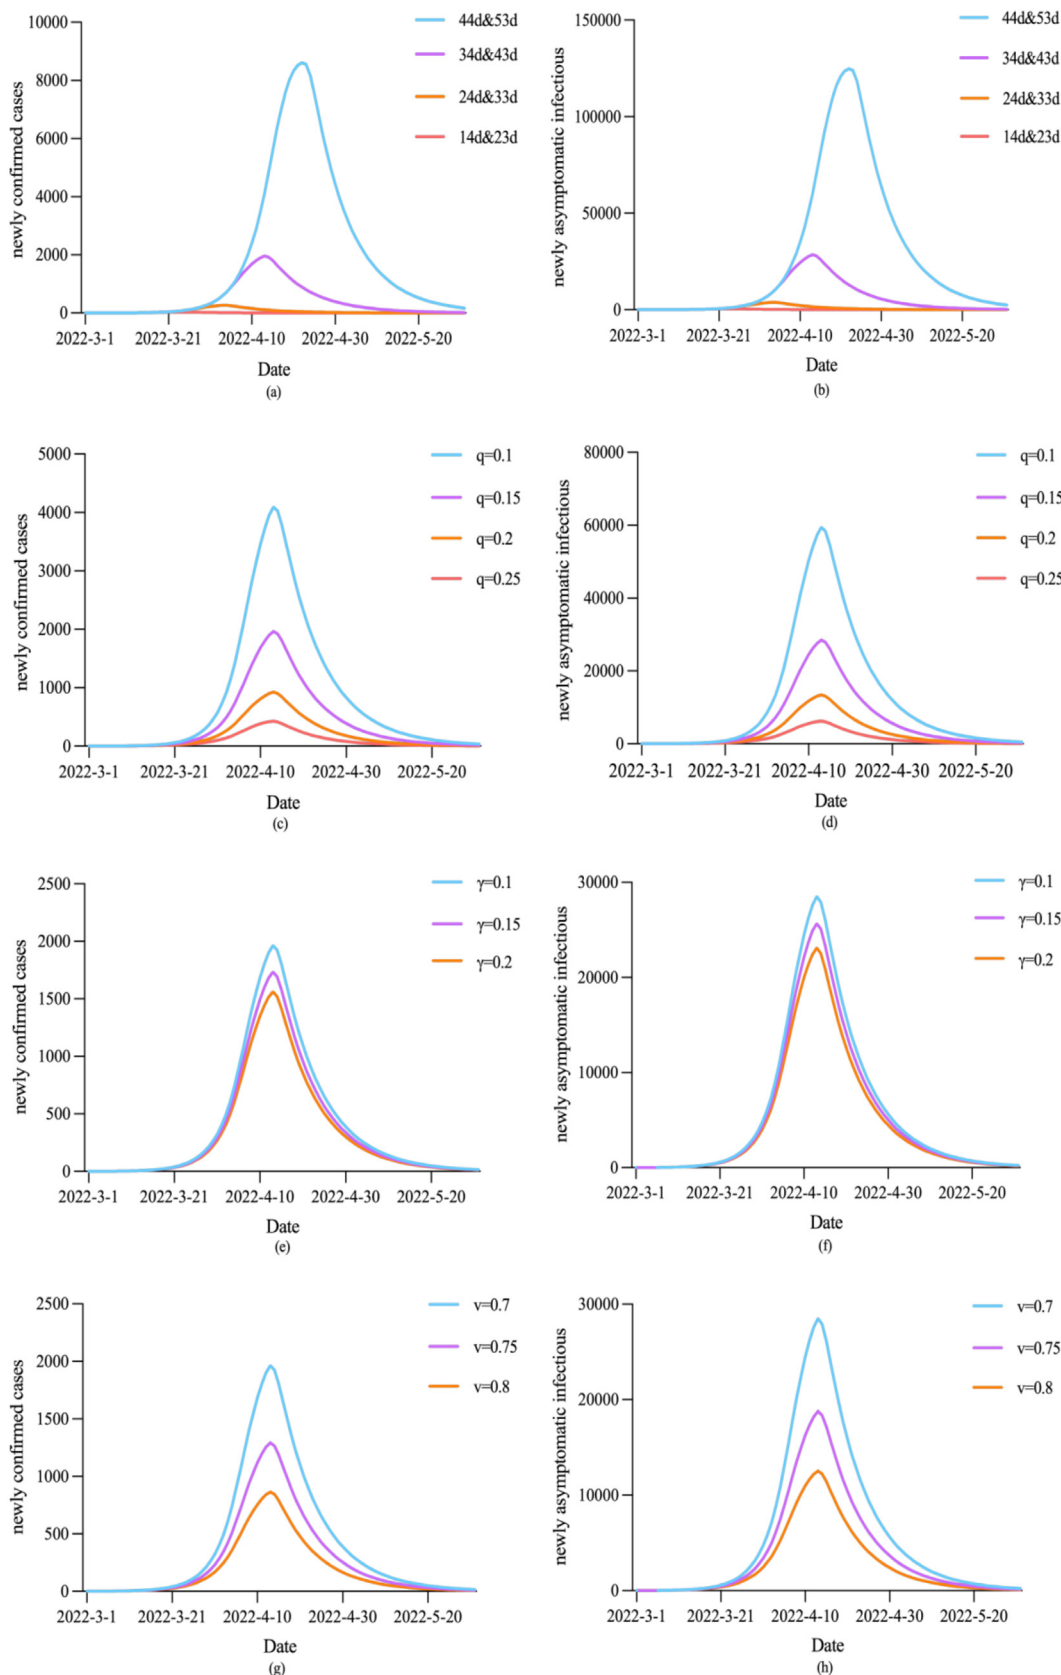 newly confirmed cases
10000
8000
6000
4000
2000
0
44d&53d
34d&43d
24d&33d
14d&23d
2022-3-1 2022-3-21 2022-4-10 2022-4-30 2022-5-20
Date
(a)
newly asymptomatic infectious
150000
100000
50000
0
44d&53d
34d&43d
24d&33d
14d&23d
2022-3-1 2022-3-21 2022-4-10 2022-4-30 2022-5-20
Date
(b)
newly confirmed cases
5000
4000
3000
2000
1000
0
q=0.1
q=0.15
q=0.2
q=0.25
2022-3-1 2022-3-21 2022-4-10 2022-4-30 2022-5-20
Date
(c)
newly asymptomatic infectious
80000
60000
40000
20000
0
q=0.1
q=0.15
q=0.2
q=0.25
2022-3-1 2022-3-21 2022-4-10 2022-4-30 2022-5-20
Date
(d)
newly confirmed cases
2500
2000
1500
1000
500
0
γ=0.1
γ=0.15
γ=0.2
2022-3-1 2022-3-21 2022-4-10 2022-4-30 2022-5-20
Date
(e)
newly asymptomatic infectious
30000
20000
10000
0
γ=0.1
γ=0.15
γ=0.2
2022-3-1 2022-3-21 2022-4-10 2022-4-30 2022-5-20
Date
(f)
newly confirmed cases
2500
2000
1500
1000
500
0
v=0.7
v=0.75
v=0.8
2022-3-1 2022-3-21 2022-4-10 2022-4-30 2022-5-20
Date
(g)
newly asymptomatic infectious
30000
20000
10000
0
v=0.7
v=0.75
v=0.8
2022-3-1 2022-3-21 2022-4-10 2022-4-30 2022-5-20
Date
(h)